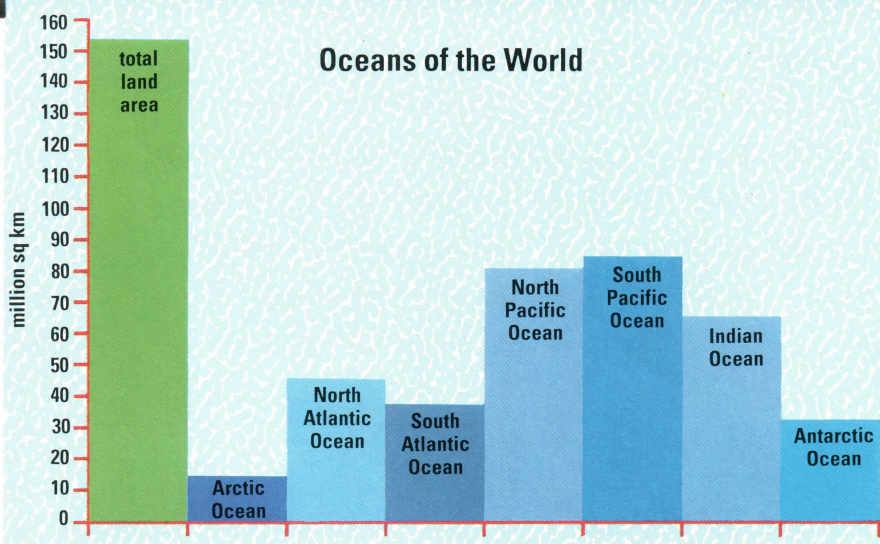 Oceans of the World
million sq km
160
150
140
130
120
110
100
90
80
70
60
50
40
30
20
10
0
total
land
area
Arctic
Ocean
North
Atlantic
Ocean
South
Atlantic
Ocean
North
Pacific
Ocean
South
Pacific
Ocean
Indian
Ocean
Antarctic
Ocean